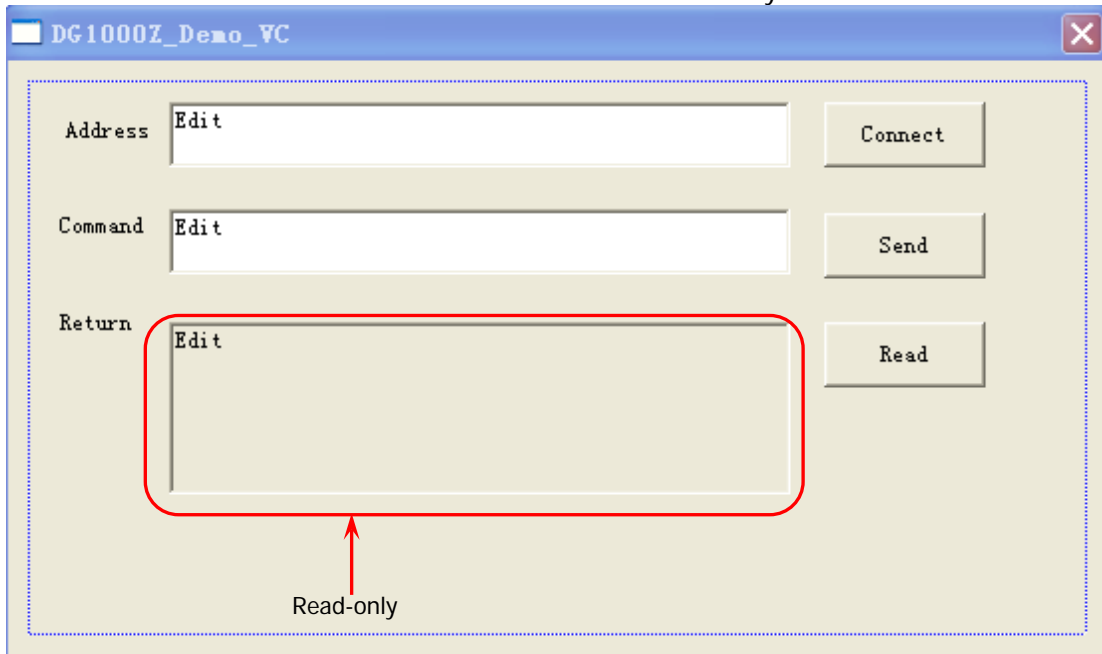 DG1000Z_Demo_VC
Address Edit Connect
Command Edit Send
Return Edit Read
Read-only